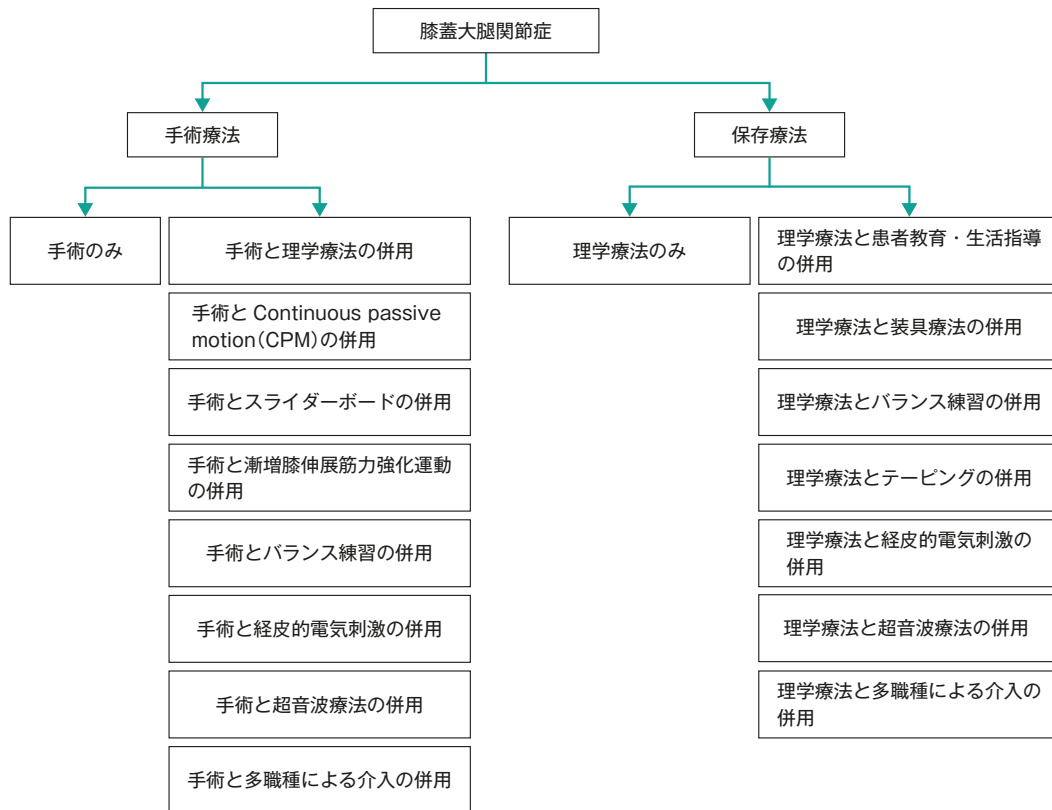 膝蓋大腿関節症
手術療法
保存療法
手術のみ
手術と理学療法の併用
手術と Continuous passive
motion（CPM）の併用
手術とスライダーボードの併用
手術と漸増膝伸展筋力強化運動
の併用
手術とバランス練習の併用
手術と経皮的電気刺激の併用
手術と超音波療法の併用
手術と多職種による介入の併用
理学療法のみ
理学療法と患者教育・生活指導
の併用
理学療法と装具療法の併用
理学療法とバランス練習の併用
理学療法とテーピングの併用
理学療法と経皮的電気刺激の
併用
理学療法と超音波療法の併用
理学療法と多職種による介入の
併用